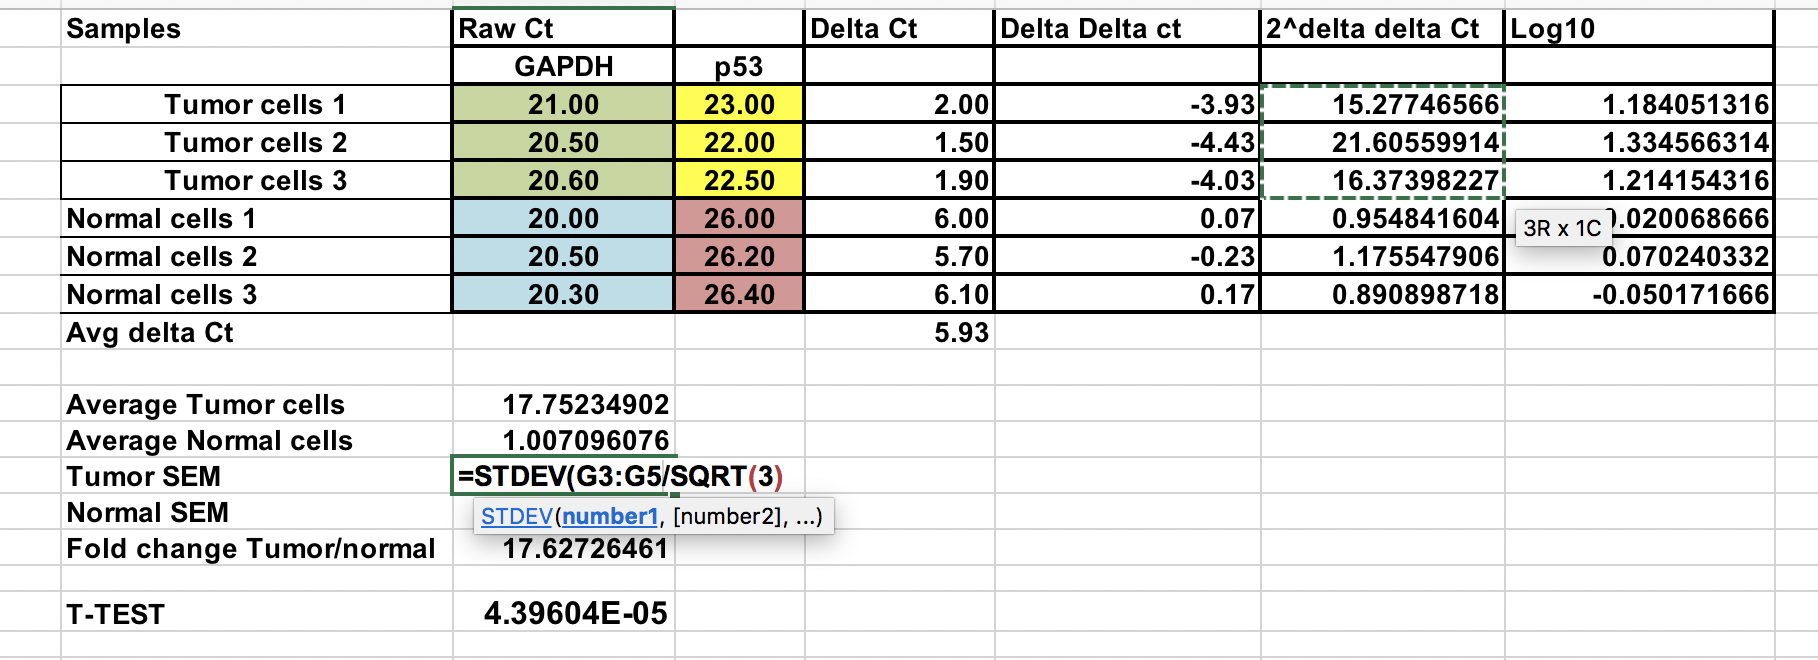 Samples Raw Ct Delta Ct Delta Delta ct 2^delta delta Ct Log10
GAPDH p53
Tumor cells 1 21.00 23.00 2.00 -3.93 15.27746566 1.184051316
Tumor cells 2 20.50 22.00 1.50 -4.43 21.60559914 1.334566314
Tumor cells 3 20.60 22.50 1.90 -4.03 16.37398227 1.214154316
Normal cells 1 20.00 26.00 6.00 0.07 0.954841604 3R x 1C .020068666
Normal cells 2 20.50 26.20 5.70 -0.23 1.175547906 0.070240332
Normal cells 3 20.30 26.40 6.10 0.17 0.890898718 -0.050171666
Avg delta Ct 5.93
Average Tumor cells 17.75234902
Average Normal cells 1.007096076
Tumor SEM =STDEV(G3:G5/SQRT(3)
Normal SEM STDEV(number1, [number2], ...)
Fold change Tumor/normal 17.62726461
T-TEST 4.39604E-05